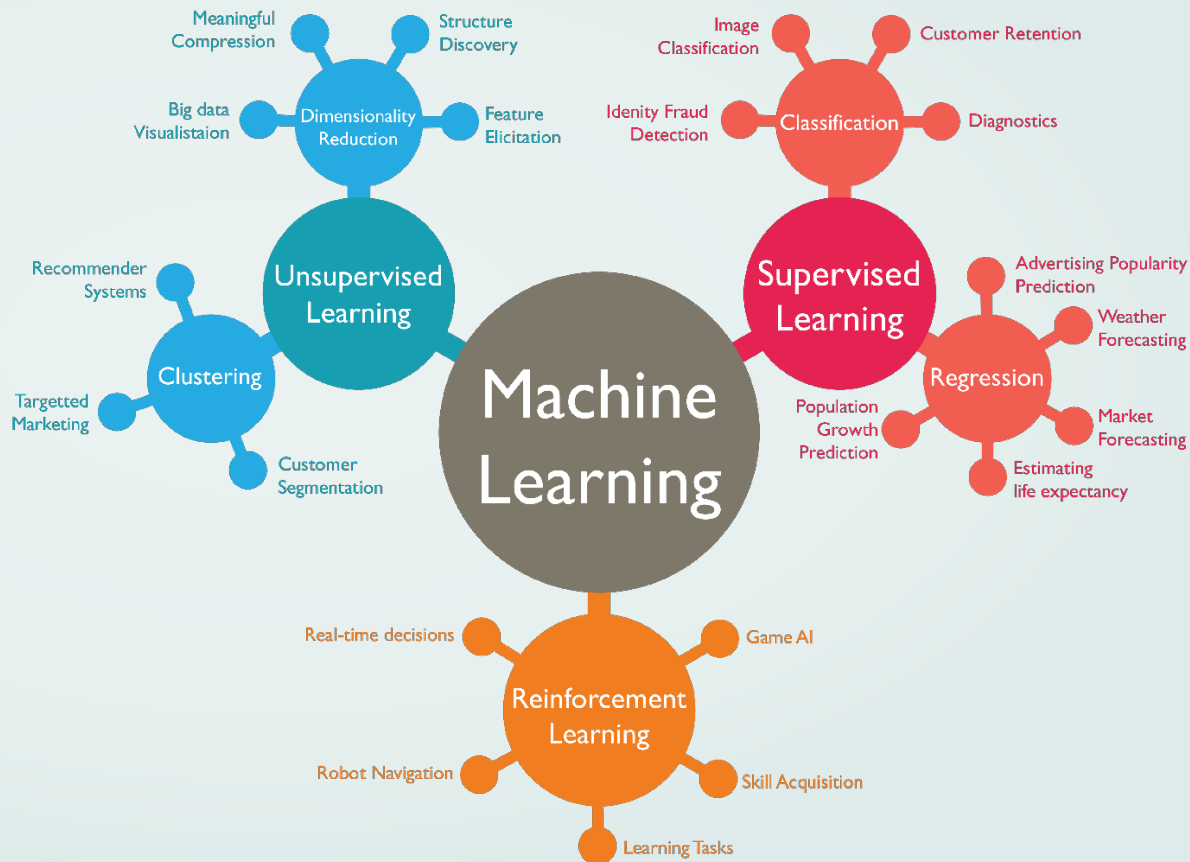 Meaningful
Compression
Structure
Discovery
Big data
Visualistaion
Dimensionality
Reduction
Feature
Elicitation
Image
Classification
Customer Retention
Idenity Fraud
Detection
Classification
Diagnostics
Unsupervised
Learning
Recommender
Systems
Clustering
Targetted
Marketing
Customer
Segmentation
Supervised
Learning
Advertising Popularity
Prediction
Weather
Forecasting
Regression
Population
Growth
Prediction
Market
Forecasting
Estimating
life expectancy
Machine
Learning
Real-time decisions
Game AI
Reinforcement
Learning
Robot Navigation
Skill Acquisition
Learning Tasks